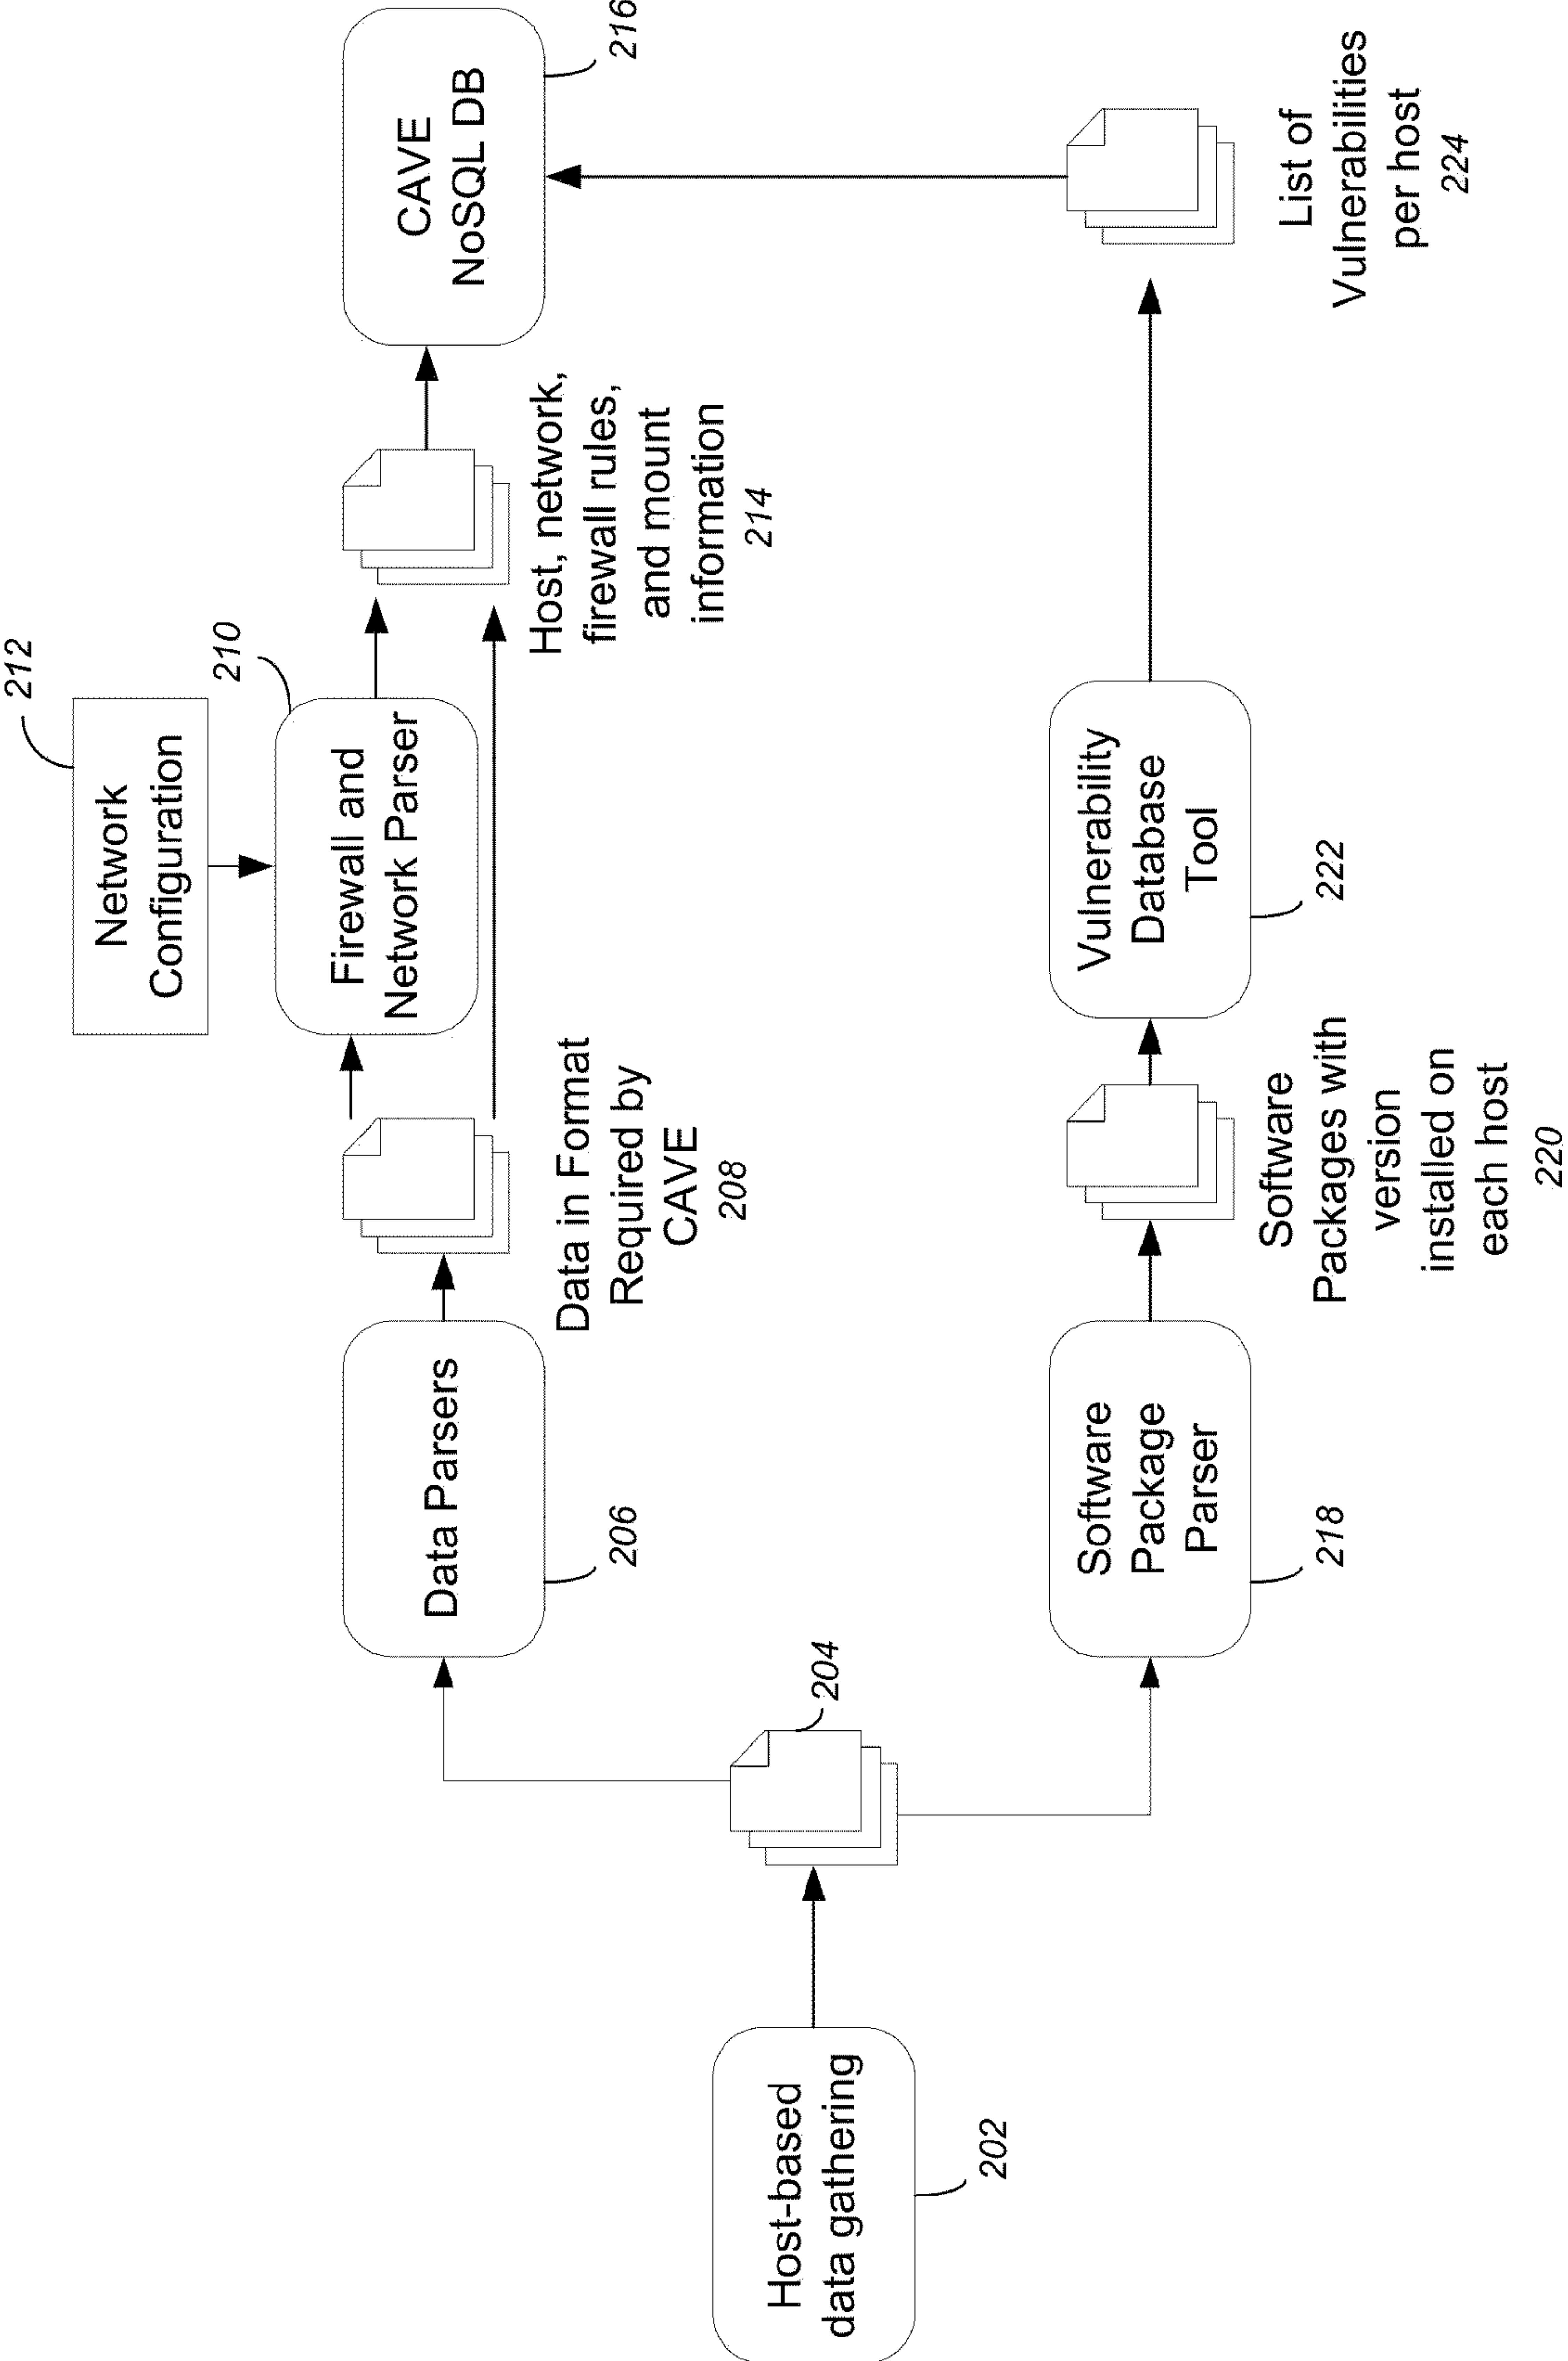 Host-based
data gathering
202
204
Data Parsers
206
Data in Format
Required by
CAVE
208
Network
Configuration
212
Firewall and
Network Parser
210
Host, network,
firewall rules,
and mount
information
214
CAVE
NoSQL DB
216
Software
Package
Parser
218
Software
Packages with
version
installed on
each host
220
Vulnerability
Database
Tool
222
List of
Vulnerabilities
per host
224